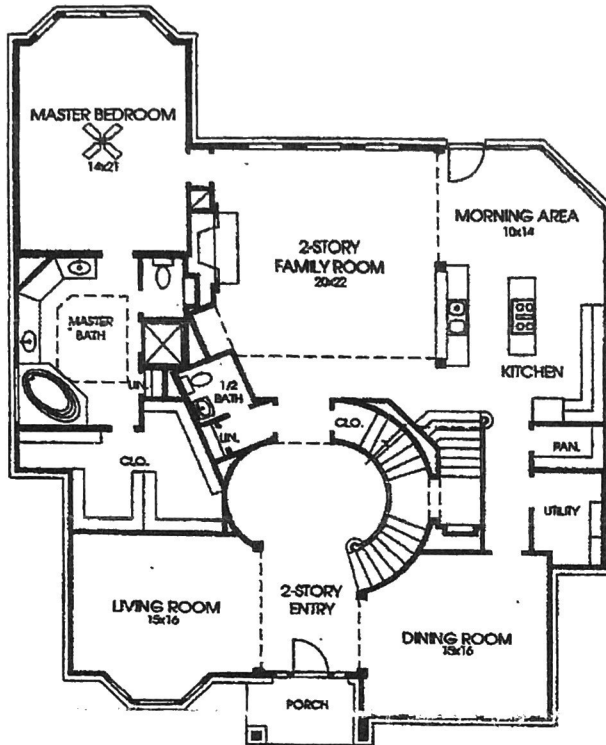 MASTER BEDROOM
14x21
MORNING AREA
10x14
2-STORY
FAMILY ROOM
20x22
MASTER
BATH
KITCHEN
LIN.
1/2
BATH
CLO.
LIN.
PAN.
CLO.
UTILITY
2-STORY
ENTRY
LIVING ROOM
15x16
DINING ROOM
15x16
PORCH